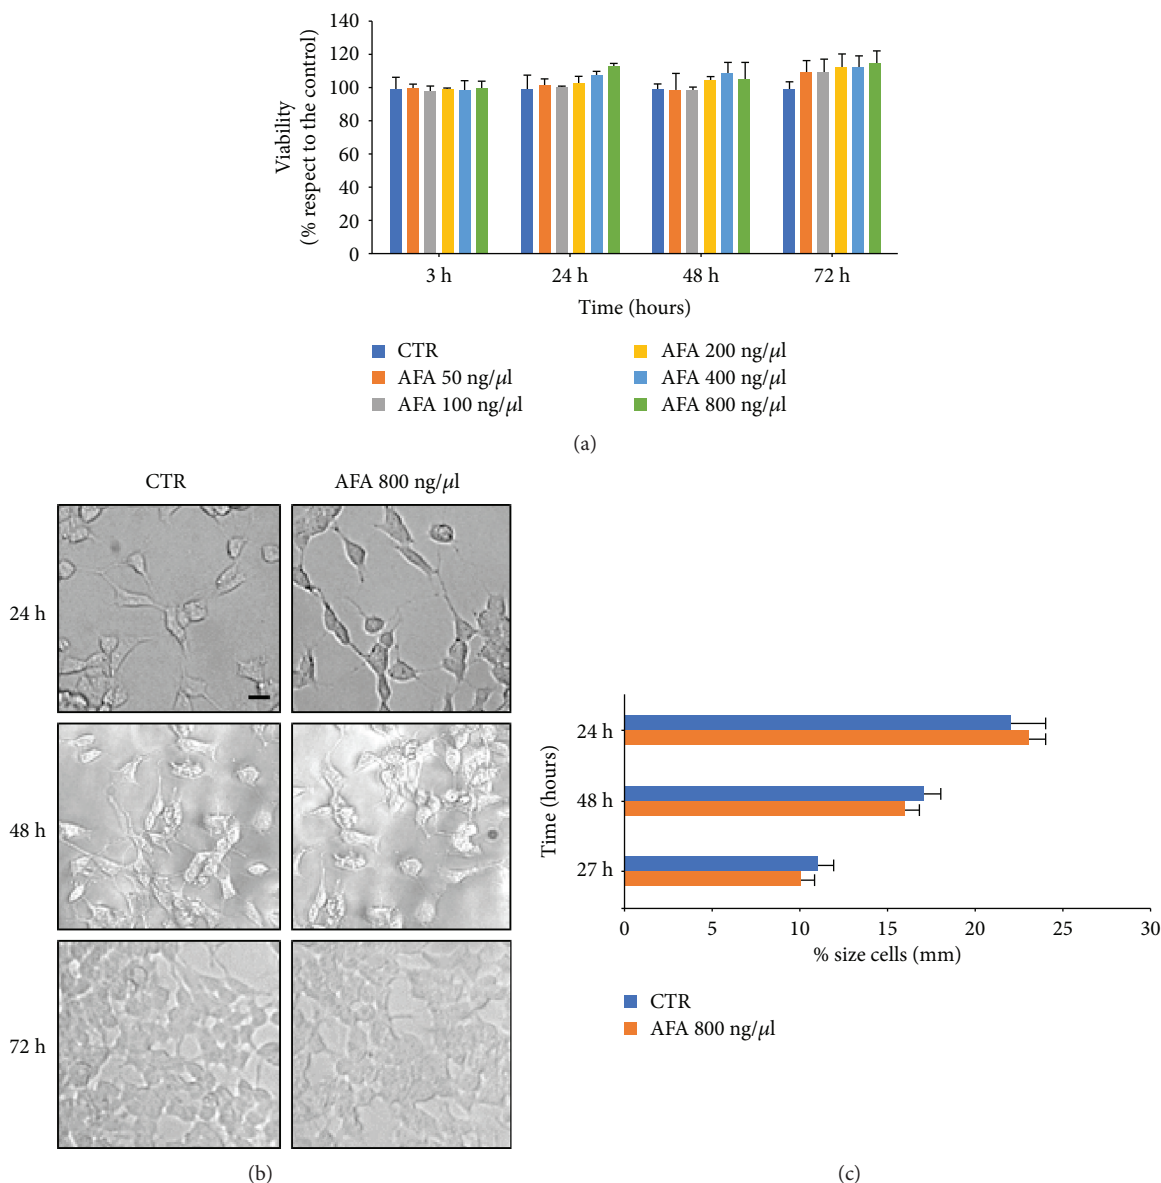 140
120
100
80
60
40
20
0
Viability
(% respect to the control)
3 h
24 h
48 h
72 h
Time (hours)
CTR
AFA 50 ng/μl
AFA 100 ng/μl
AFA 200 ng/μl
AFA 400 ng/μl
AFA 800 ng/μl
(a)
CTR
AFA 800 ng/μl
24 h
48 h
72 h
(b)
Time (hours)
24 h
48 h
27 h
0 5 10 15 20 25 30
% size cells (mm)
CTR
AFA 800 ng/μl
(c)